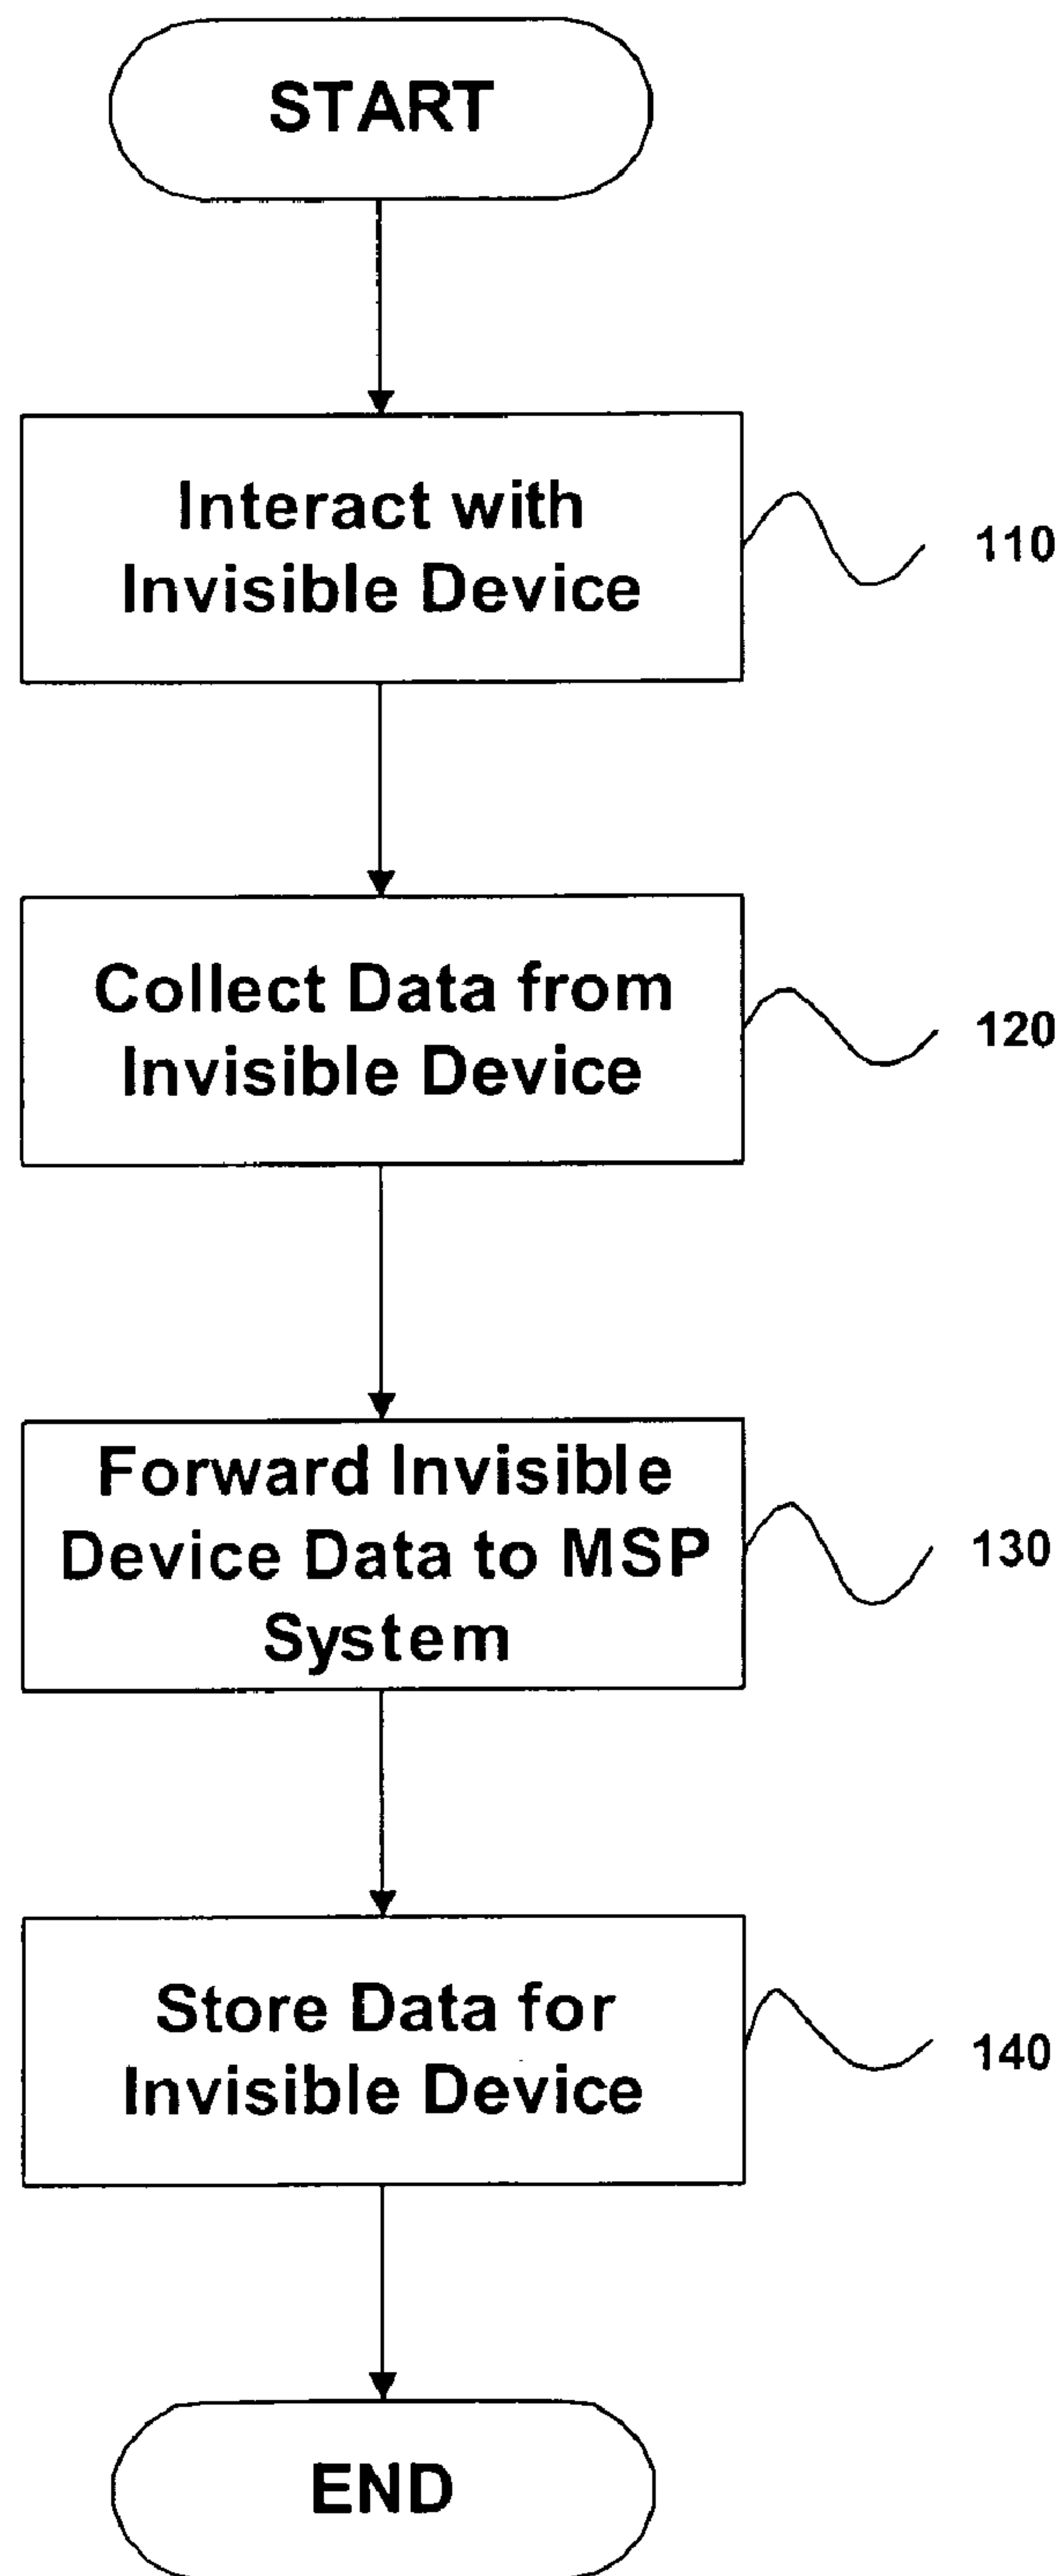 START
Interact with
Invisible Device
110
Collect Data from
Invisible Device
120
Forward Invisible
Device Data to MSP
System
130
Store Data for
Invisible Device
140
END